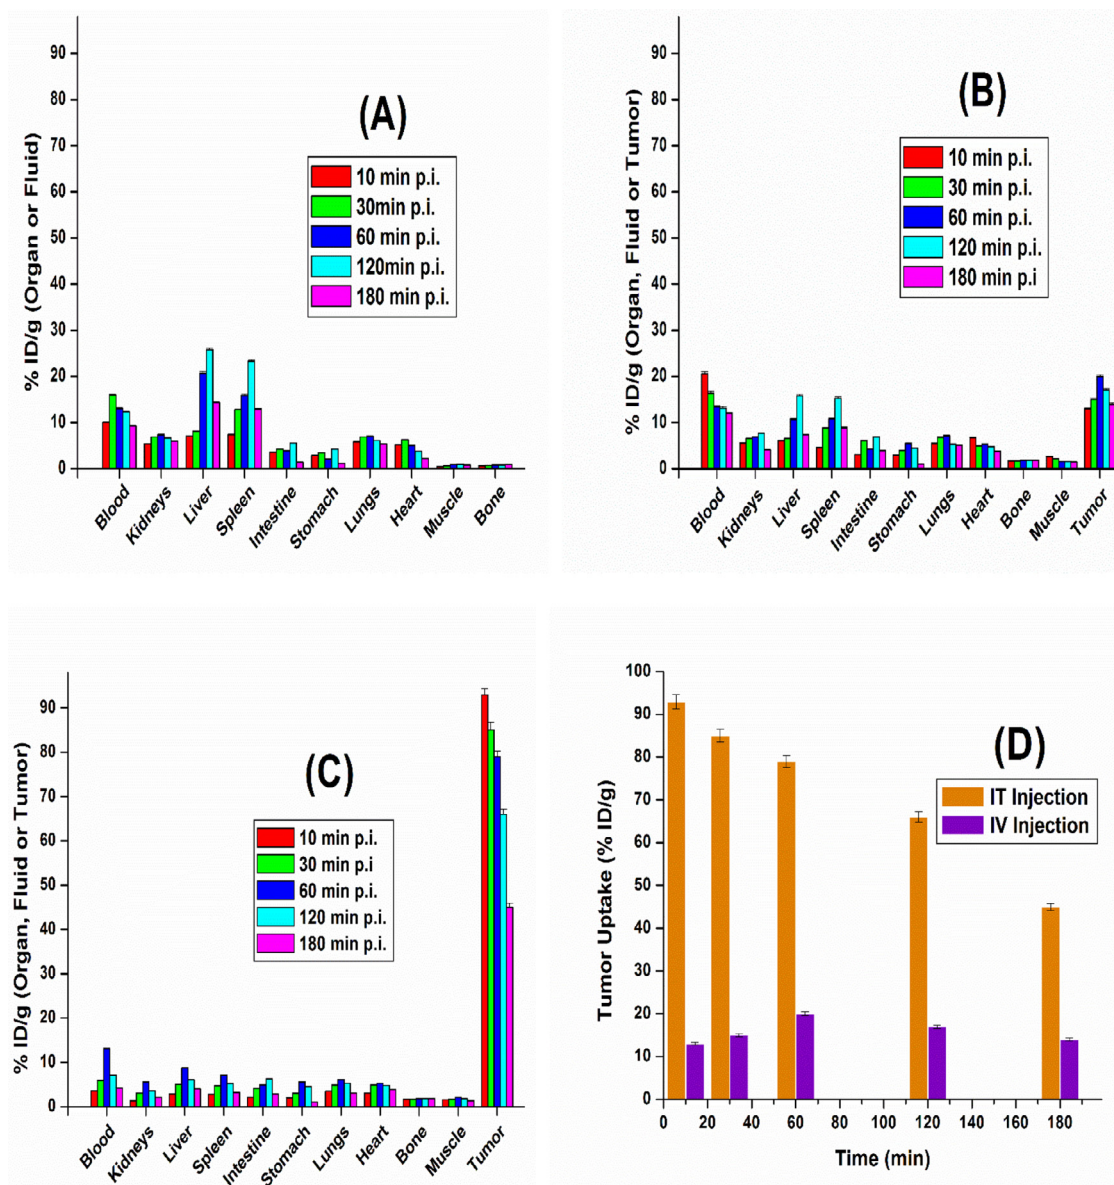 % ID/g (Organ or Fluid)
90
80
70
60
50
40
30
20
10
0
(A)
10 min p.i.
30min p.i.
60 min p.i.
120min p.i.
180 min p.i.
Blood
Kidneys
Liver
Spleen
Intestine
Stomach
Lungs
Heart
Muscle
Bone
% ID/g (Organ, Fluid or Tumor)
90
80
70
60
50
40
30
20
10
0
(B)
10 min p.i.
30 min p.i.
60 min p.i.
120 min p.i.
180 min p.i
Blood
Kidneys
Liver
Spleen
Intestine
Stomach
Lungs
Heart
Bone
Muscle
Tumor
% ID/g (Organ, Fluid or Tumor)
90
80
70
60
50
40
30
20
10
0
(C)
10 min p.i.
30 min p.i
60 min p.i.
120 min p.i.
180 min p.i.
Blood
Kidneys
Liver
Spleen
Intestine
Stomach
Lungs
Heart
Bone
Muscle
Tumor
Tumor Uptake (% ID/g)
100
90
80
70
60
50
40
30
20
10
0
(D)
IT Injection
IV Injection
0 20 40 60 80 100 120 140 160 180
Time (min)